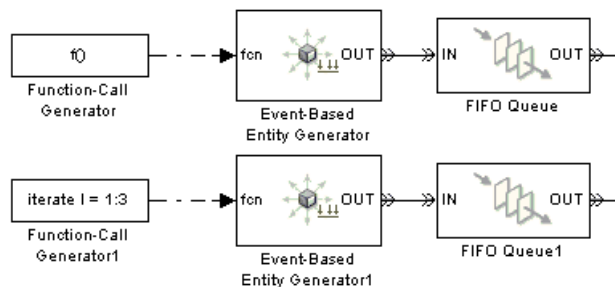 f()
fcn
OUT
IN
OUT
Function-Call
Generator
Event-Based
Entity Generator
FIFO Queue
iterate I = 1:3
fcn
OUT
IN
OUT
Function-Call
Generator1
Event-Based
Entity Generator1
FIFO Queue1